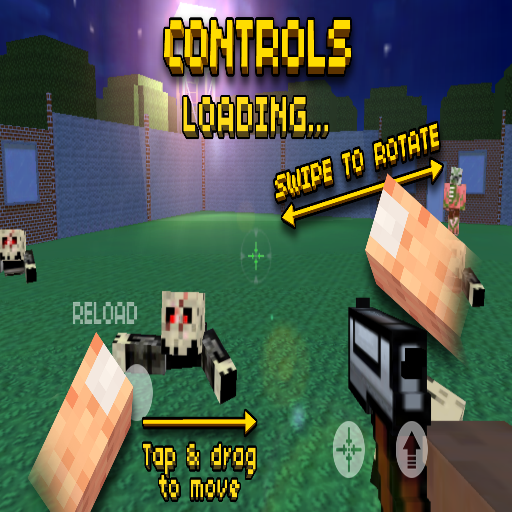 CONTROLS
LOADING...
SWIPE TO ROTATE
RELOAD
Tap & drag
to move